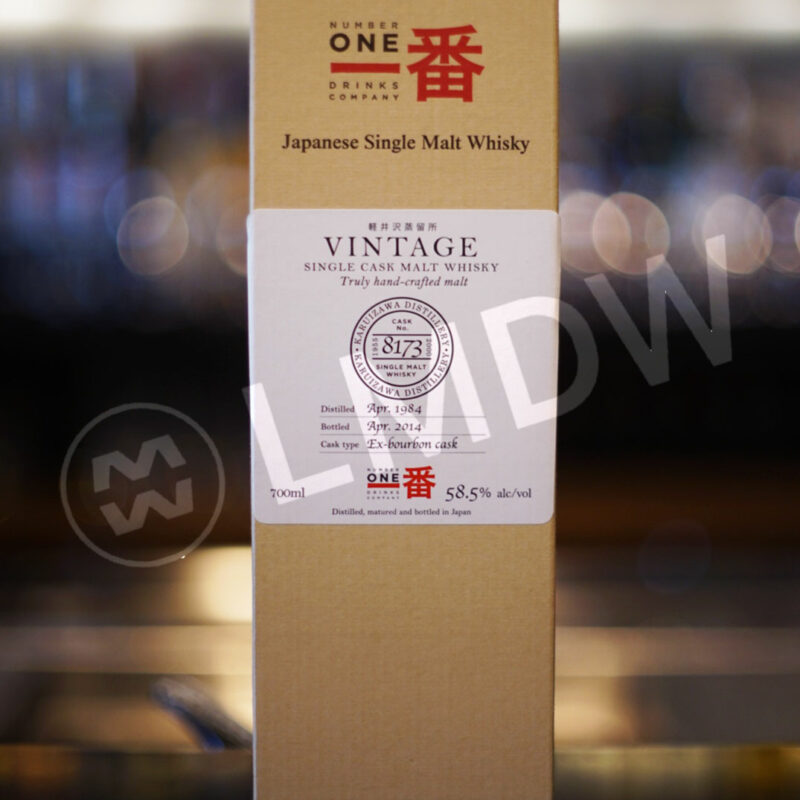 NUMBER
ONE
DRINKS
COMPANY
一番
Japanese Single Malt Whisky
軽井沢蒸留所
VINTAGE
SINGLE CASK MALT WHISKY
Truly hand-crafted malt
KARUIZAWA DISTILLERY
CASK
No.
1955 8173 2000
SINGLE MALT
WHISKY
KARUIZAWA DISTILLERY
Distilled Apr. 1984
Bottled Apr. 2014
Cask type Ex-bourbon cask
NUMBER
ONE
DRINKS
COMPANY
一番
700ml
58.5% alc/vol
Distilled, matured and bottled in Japan
MW LMDW